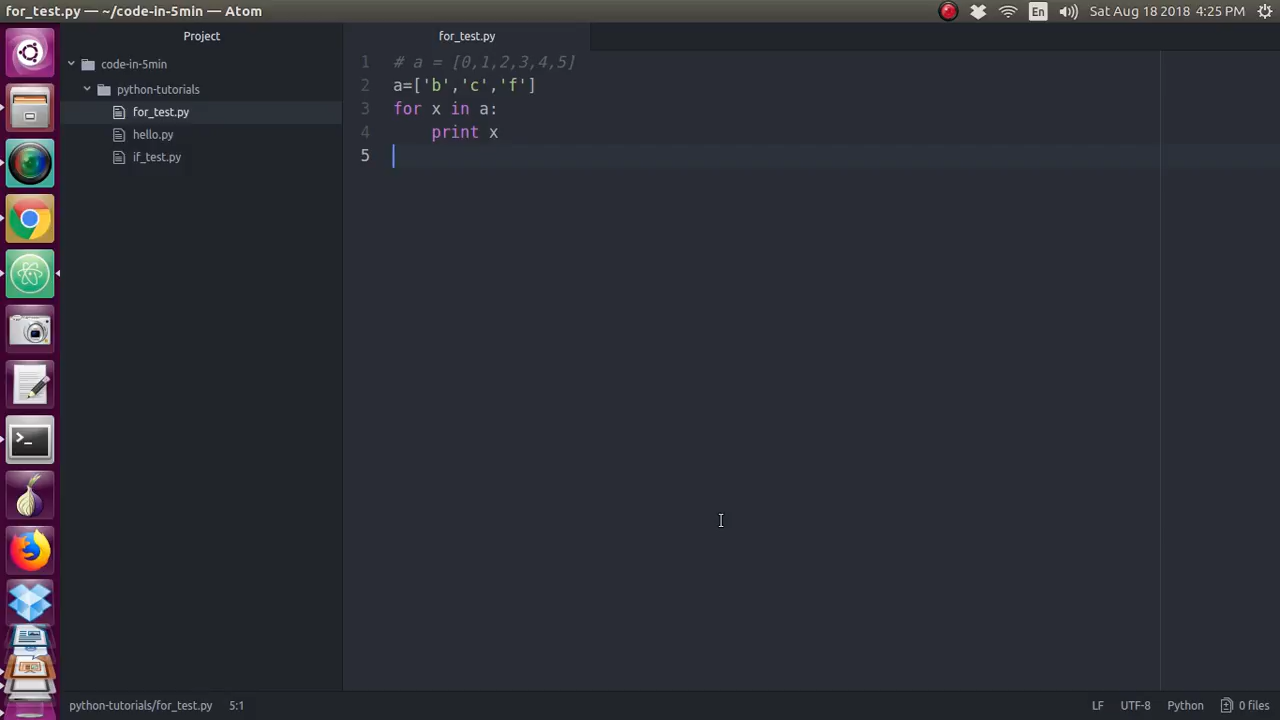 for_test.py — ~/code-in-5min — Atom
En
Sat Aug 18 2018 4:25 PM
Project
code-in-5min
python-tutorials
for_test.py
hello.py
if_test.py
for_test.py
1 # a = [0,1,2,3,4,5]
2 a=['b','c','f']
3 for x in a:
4     print x
5
python-tutorials/for_test.py 5:1
LF UTF-8 Python 0 files